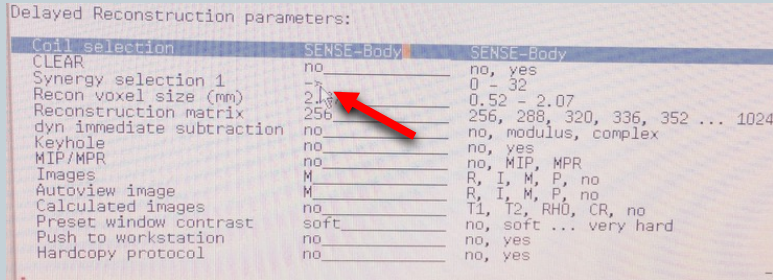 Delayed Reconstruction parameters:
Coil selection SENSE-Body SENSE-Body
CLEAR no no, yes
Synergy selection 1 0 - 32
Recon voxel size (mm) 0.52 - 2.07
Reconstruction matrix 256 256, 288, 320, 336, 352 ... 1024
dyn immediate subtraction no no, modulus, complex
Keyhole no no, yes
MIP/MPR no no, MIP, MPR
Images M R, I, M, P, no
Autoview image M R, I, M, P, no
Calculated images no T1, T2, RHO, CR, no
Preset window contrast soft no, soft ... very hard
Push to workstation no no, yes
Hardcopy protocol no no, yes